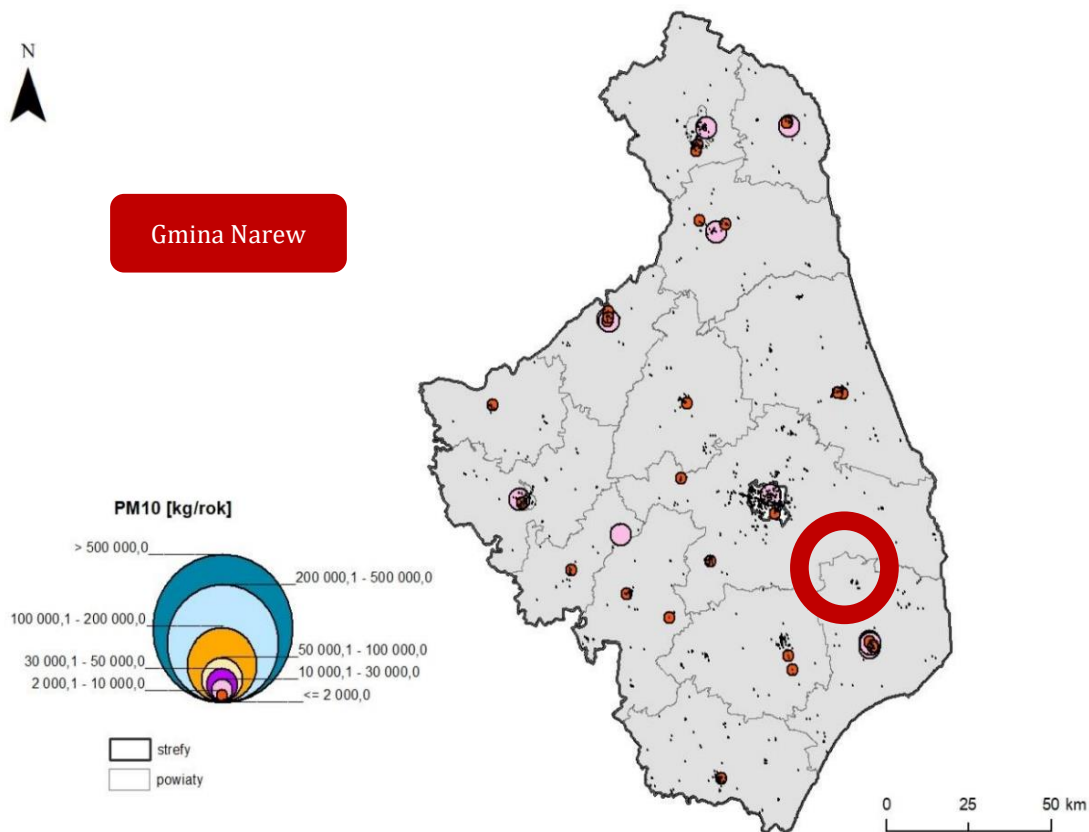 N
Gmina Narew
PM10 [kg/rok]
> 500 000,0
200 000,1 - 500 000,0
100 000,1 - 200 000,0
50 000,1 - 100 000,0
30 000,1 - 50 000,0
10 000,1 - 30 000,0
2 000,1 - 10 000,0
<= 2 000,0
strefy
powiaty
0 25 50 km